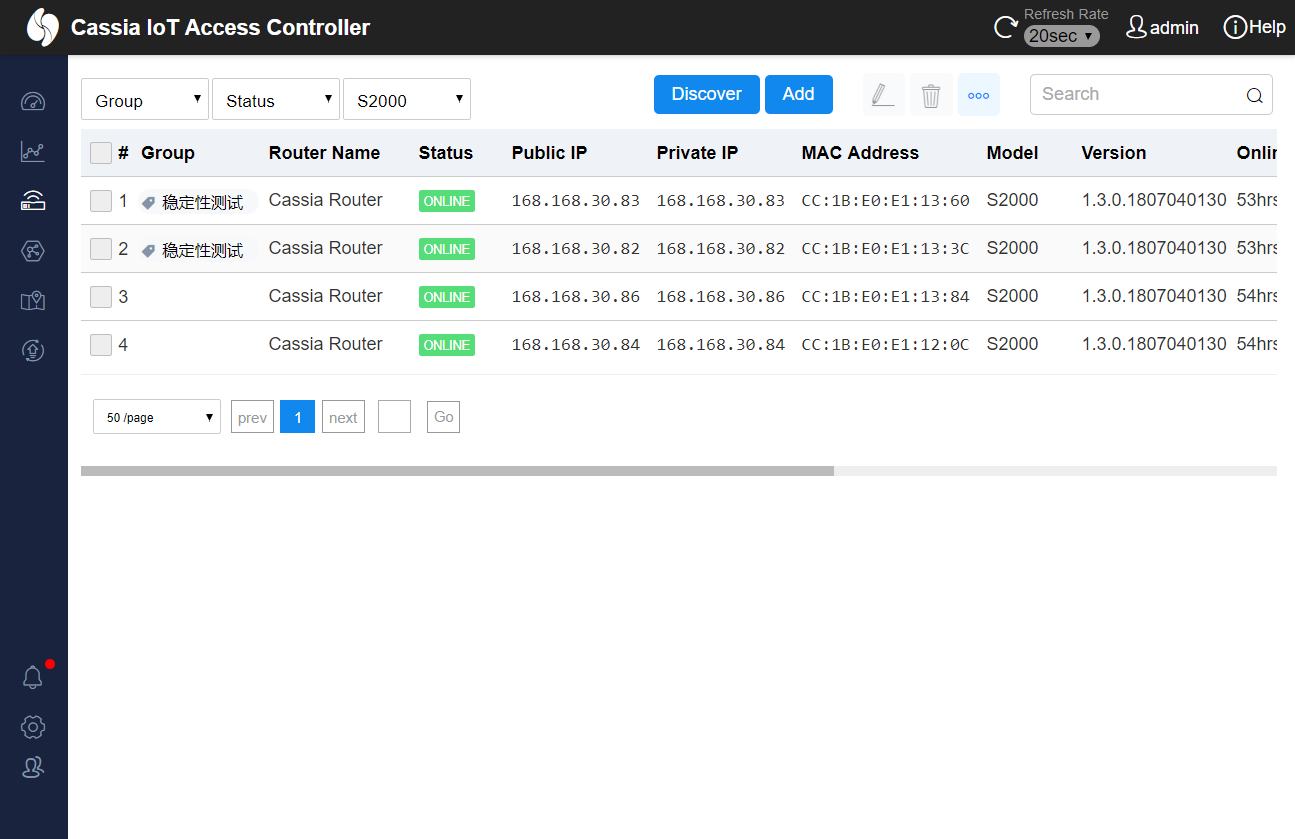 Cassia IoT Access Controller
Refresh Rate
20sec
admin
Help
Group
Status
S2000
Discover
Add
Search
# Group Router Name Status Public IP Private IP MAC Address Model Version Onlin
1 稳定性测试 Cassia Router ONLINE 168.168.30.83 168.168.30.83 CC:1B:E0:E1:13:60 S2000 1.3.0.1807040130 53hrs
2 稳定性测试 Cassia Router ONLINE 168.168.30.82 168.168.30.82 CC:1B:E0:E1:13:3C S2000 1.3.0.1807040130 53hrs
3 Cassia Router ONLINE 168.168.30.86 168.168.30.86 CC:1B:E0:E1:13:84 S2000 1.3.0.1807040130 54hrs
4 Cassia Router ONLINE 168.168.30.84 168.168.30.84 CC:1B:E0:E1:12:0C S2000 1.3.0.1807040130 54hrs
50 /page prev 1 next Go